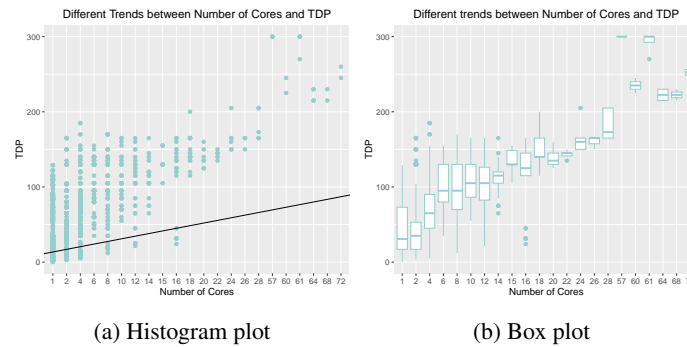 Different Trends between Number of Cores and TDP
300
200
100
0
TDP
1 2 4 6 8 10 12 14 15 16 18 20 22 24 26 28 57 60 61 64 68 72
Number of Cores
(a) Histogram plot
Different trends between Number of Cores and TDP
300
200
100
0
TDP
1 2 4 6 8 10 12 14 15 16 18 20 22 24 26 28 57 60 61 64 68 7
Number of Cores
(b) Box plot